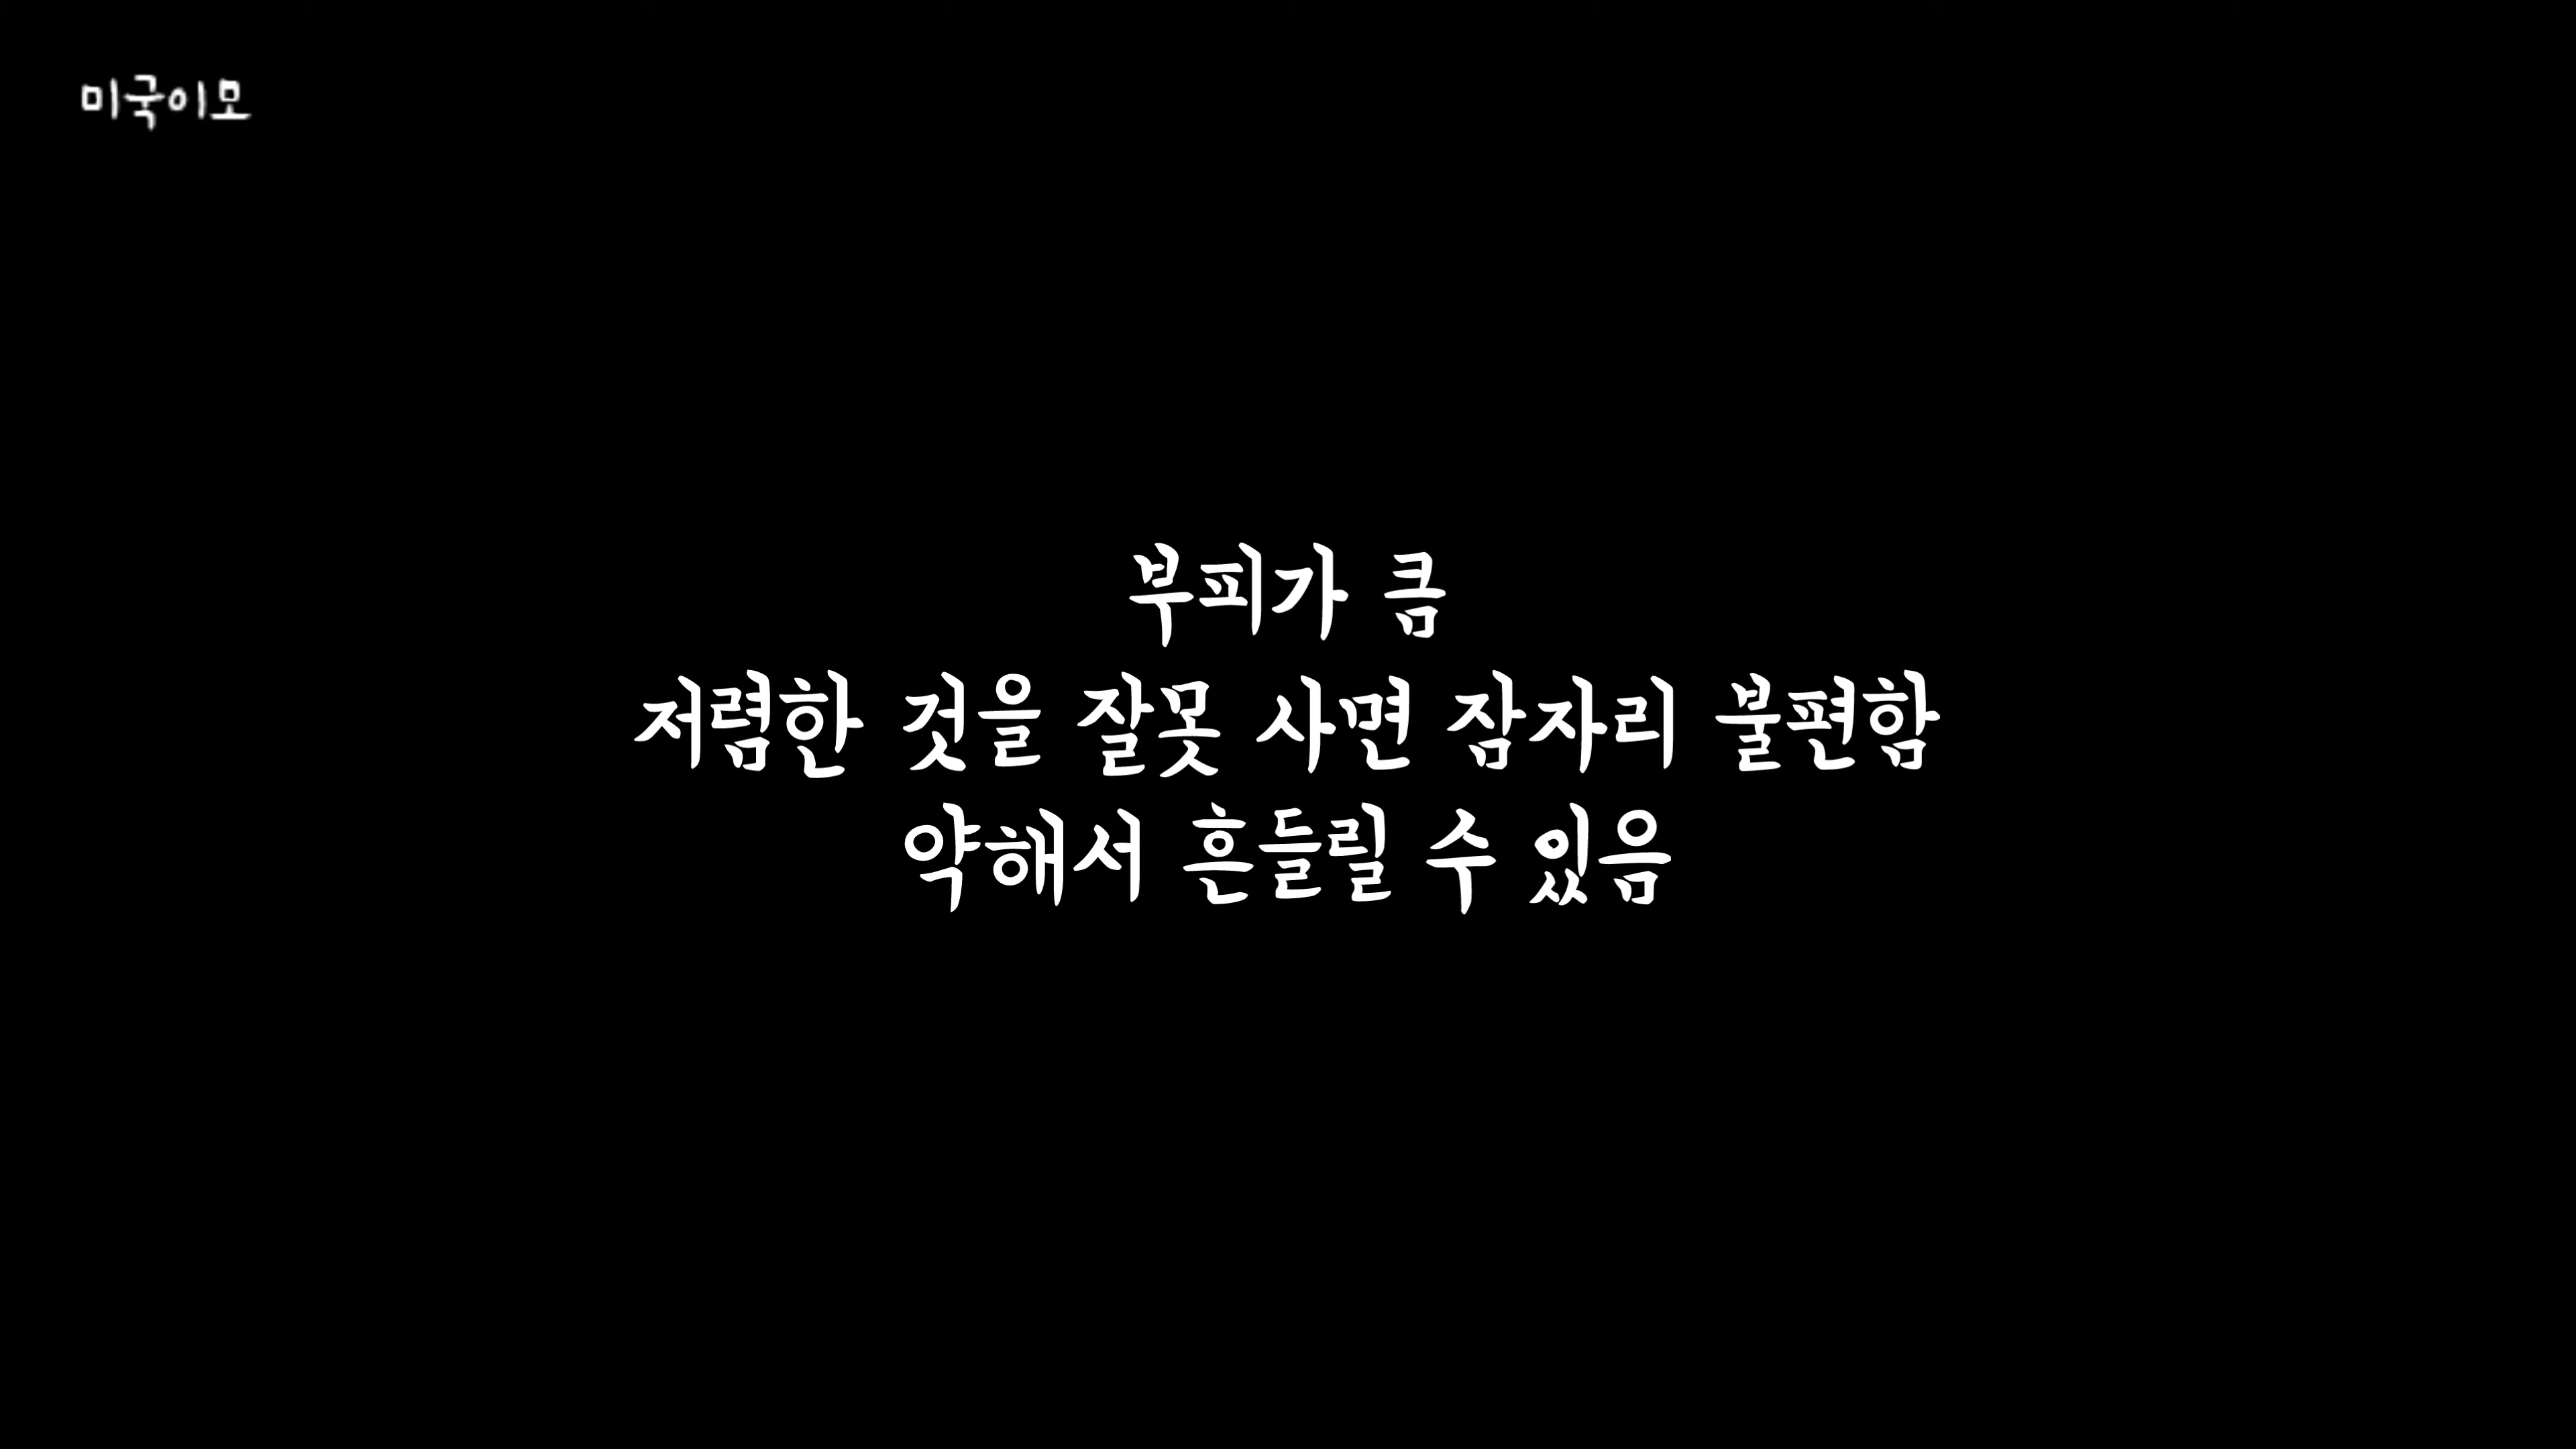 미국이모
부피가 큼
저렴한 것을 잘못 사면 잠자리 불편함
약해서 흔들릴 수 있음